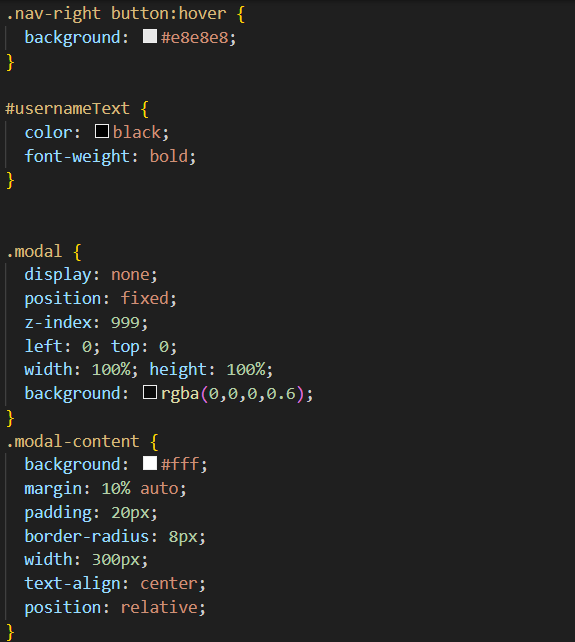 .nav-right button:hover {
background: #e8e8e8;
}
#usernameText {
color: black;
font-weight: bold;
}
.modal {
display: none;
position: fixed;
z-index: 999;
left: 0; top: 0;
width: 100%; height: 100%;
background: rgba(0,0,0,0.6);
}
.modal-content {
background: #fff;
margin: 10% auto;
padding: 20px;
border-radius: 8px;
width: 300px;
text-align: center;
position: relative;
}